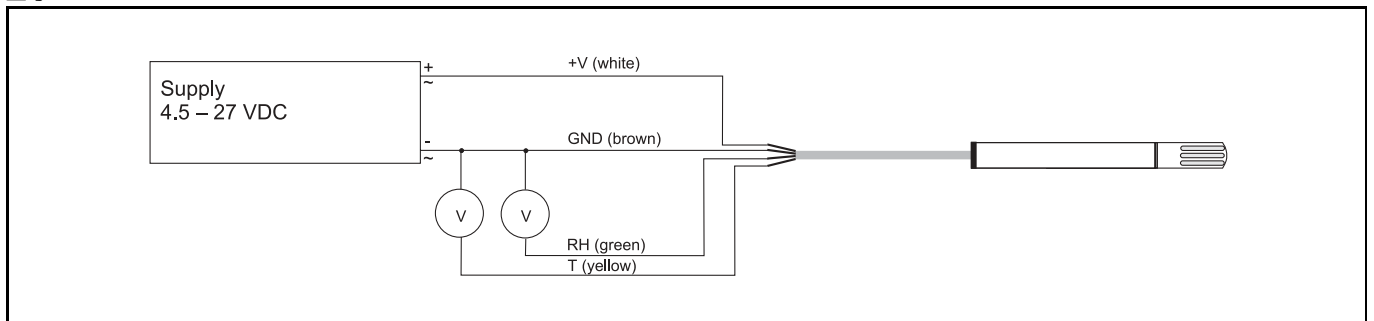 +
~
+V (white)
Supply
4.5 – 27 VDC
-
~
GND (brown)
V
V
RH (green)
T (yellow)